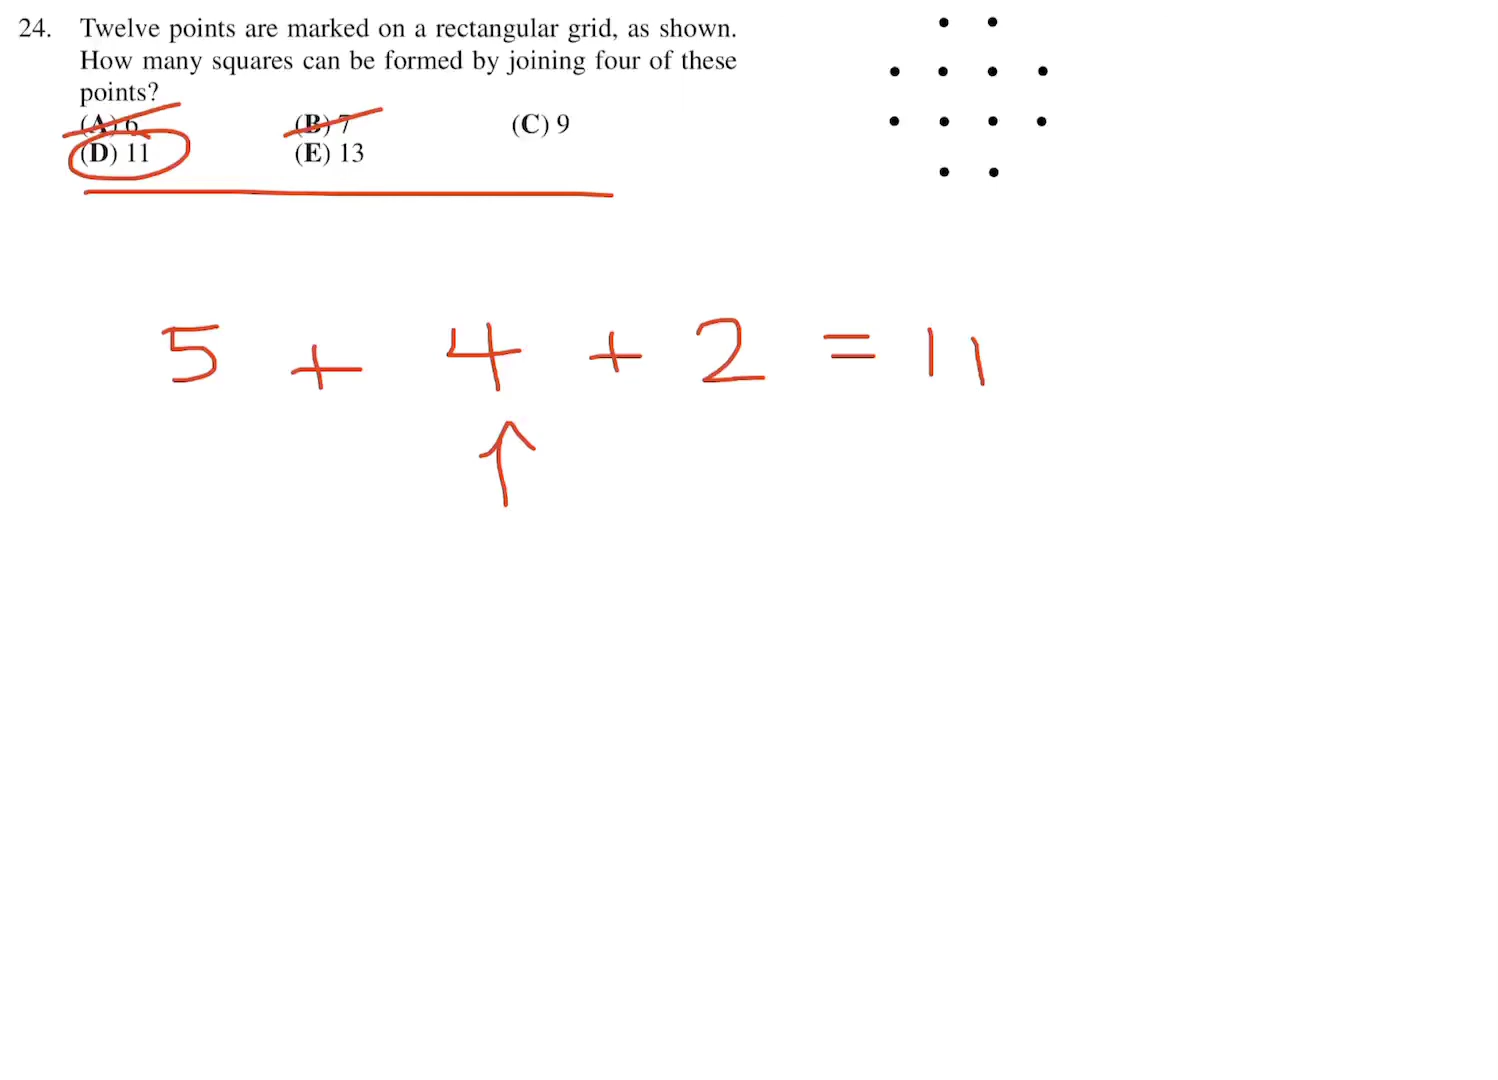 24. Twelve points are marked on a rectangular grid, as shown.
How many squares can be formed by joining four of these
points?
(A) 6 (B) 7 (C) 9
(D) 11 (E) 13
5 + 4 + 2 = 11